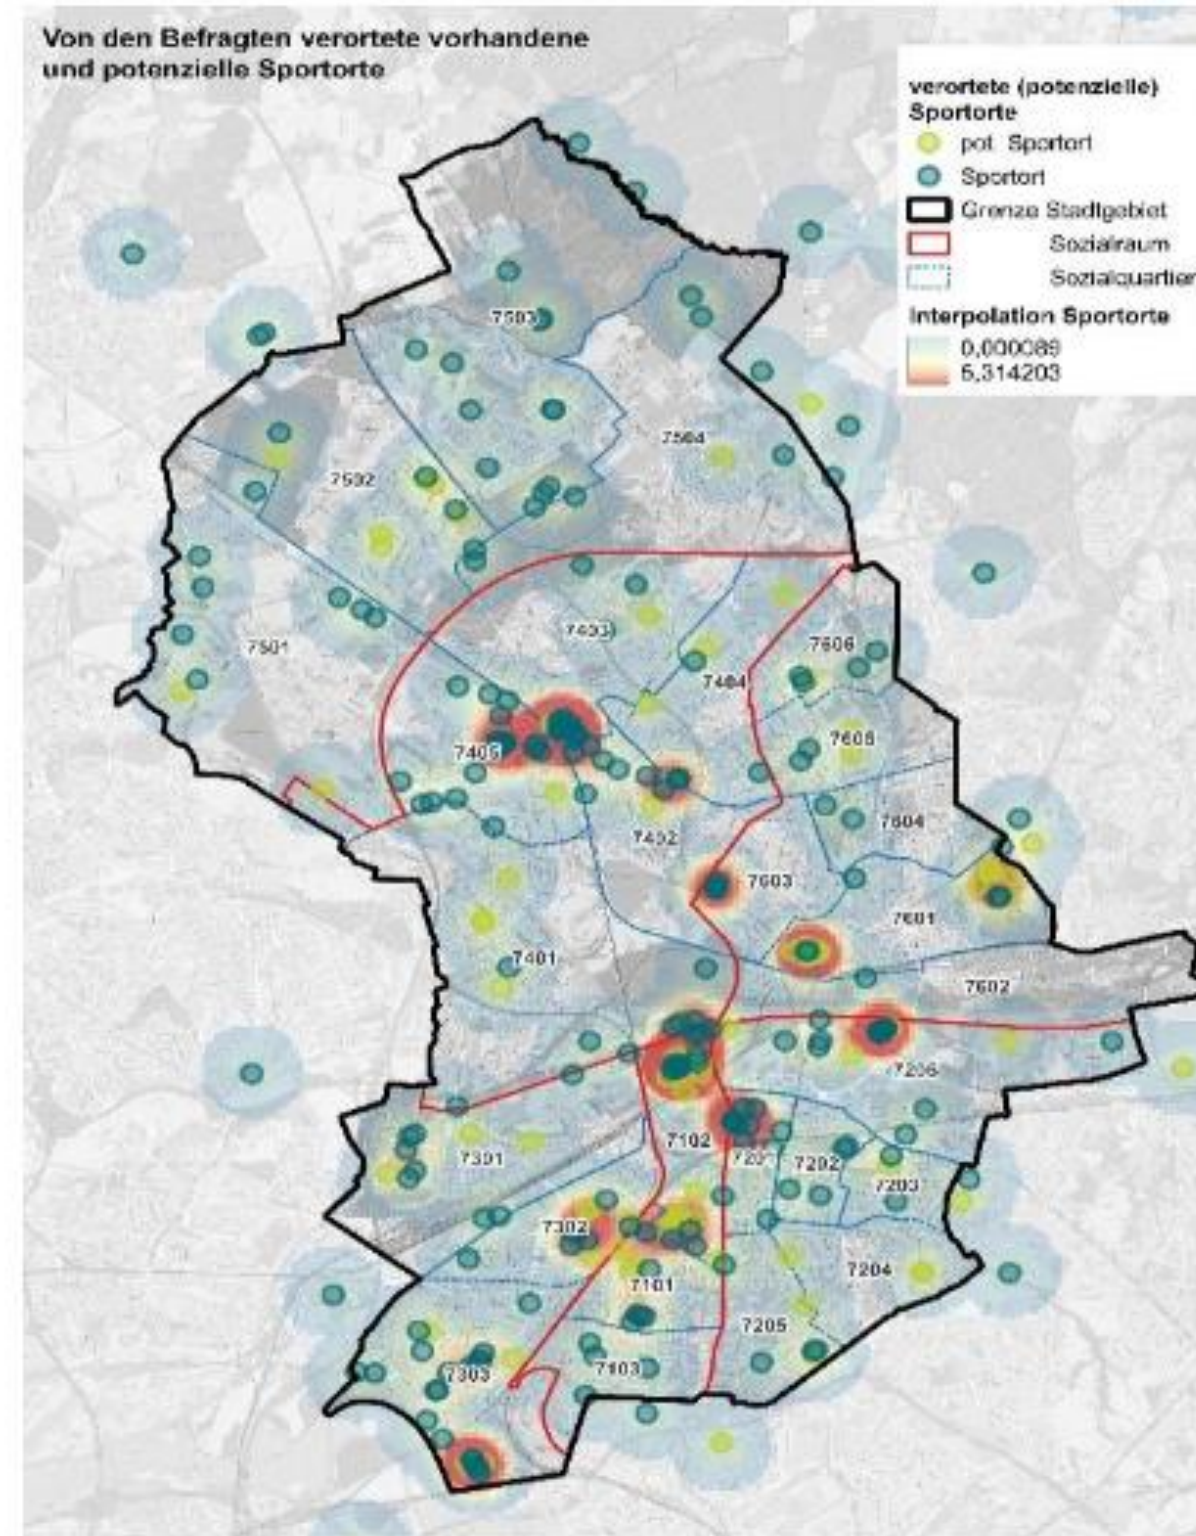 Von den Befragten verortete vorhandene
und potenzielle Sportorte
verortete (potenzielle)
Sportorte
pot. Sportort
Sportort
Grenze Stadtgebiet
Sozialraum
Sozialquartier
Interpolation Sportorte
0,000089
5,314203
7503
7504
7502
7501
7403
7404
7606
7605
7405
7402
7604
7603
7601
7401
7602
7206
7102
7201
7202
7203
7301
7302
7204
7101
7205
7303
7103